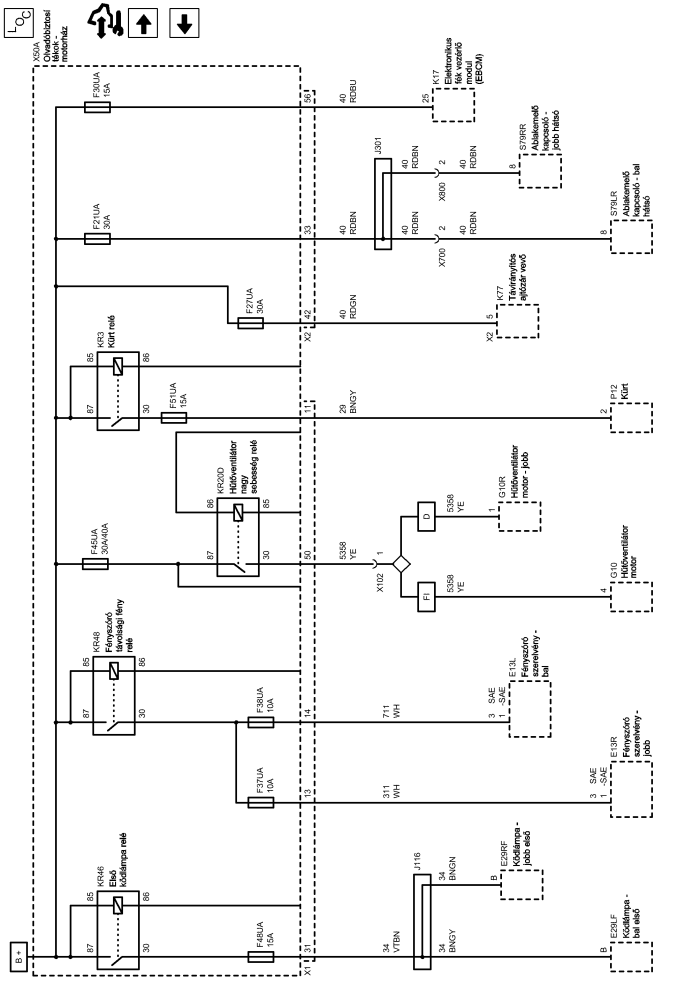 LOC
X50A
Olvadóbiztosí
tékok -
motorház
B +
KR46
Első
ködlámpa relé
87
85
30
86
F48UA
15A
X1
31
34
VTBN
J116
34
BNGY
34
BNGN
B
E29LF
Ködlámpa -
bal első
B
E29RF
Ködlámpa -
jobb első
KR48
Fényszóró
távolsági fény
relé
87
85
30
86
F37UA
10A
F38UA
10A
13
311
WH
3 SAE
1 -SAE
E13R
Fényszóró
szerelvény -
jobb
14
711
WH
3 SAE
1 -SAE
E13L
Fényszóró
szerelvény -
bal
F45UA
30A/40A
KR20D
Hűtőventilátor
nagy
sebesség relé
87
86
30
85
50
5358
YE
X102
1
FI
D
5358
YE
5358
YE
4
G10
Hűtőventilátor
motor
1
G10R
Hűtőventilátor
motor - jobb
KR3
Kürt relé
87
85
30
86
F51UA
15A
11
29
BNGY
2
P12
Kürt
F27UA
30A
X2
42
40
RDGN
X2
5
K77
Távirányítós
ajtózár vevő
F21UA
30A
33
40
RDBN
J301
40
RDBN
40
RDBN
X700
2
X800
2
40
RDBN
40
RDBN
8
S79LR
Ablakemelő
kapcsoló - bal
hátsó
8
S79RR
Ablakemelő
kapcsoló -
jobb hátsó
F30UA
15A
56
40
RDBU
25
K17
Elektronikus
fék vezérlő
modul
(EBCM)